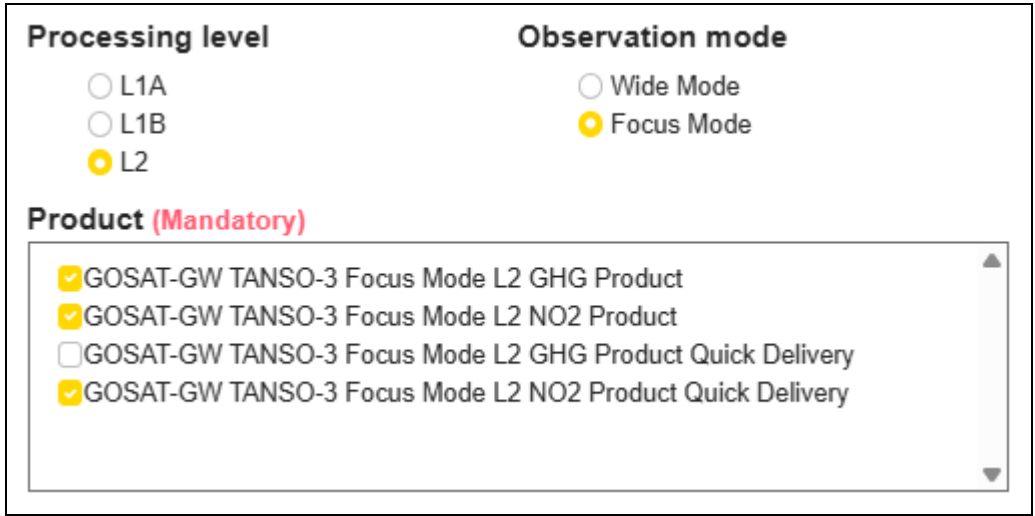 Processing level
L1A
L1B
L2
Observation mode
Wide Mode
Focus Mode
Product (Mandatory)
GOSAT-GW TANSO-3 Focus Mode L2 GHG Product
GOSAT-GW TANSO-3 Focus Mode L2 NO2 Product
GOSAT-GW TANSO-3 Focus Mode L2 GHG Product Quick Delivery
GOSAT-GW TANSO-3 Focus Mode L2 NO2 Product Quick Delivery